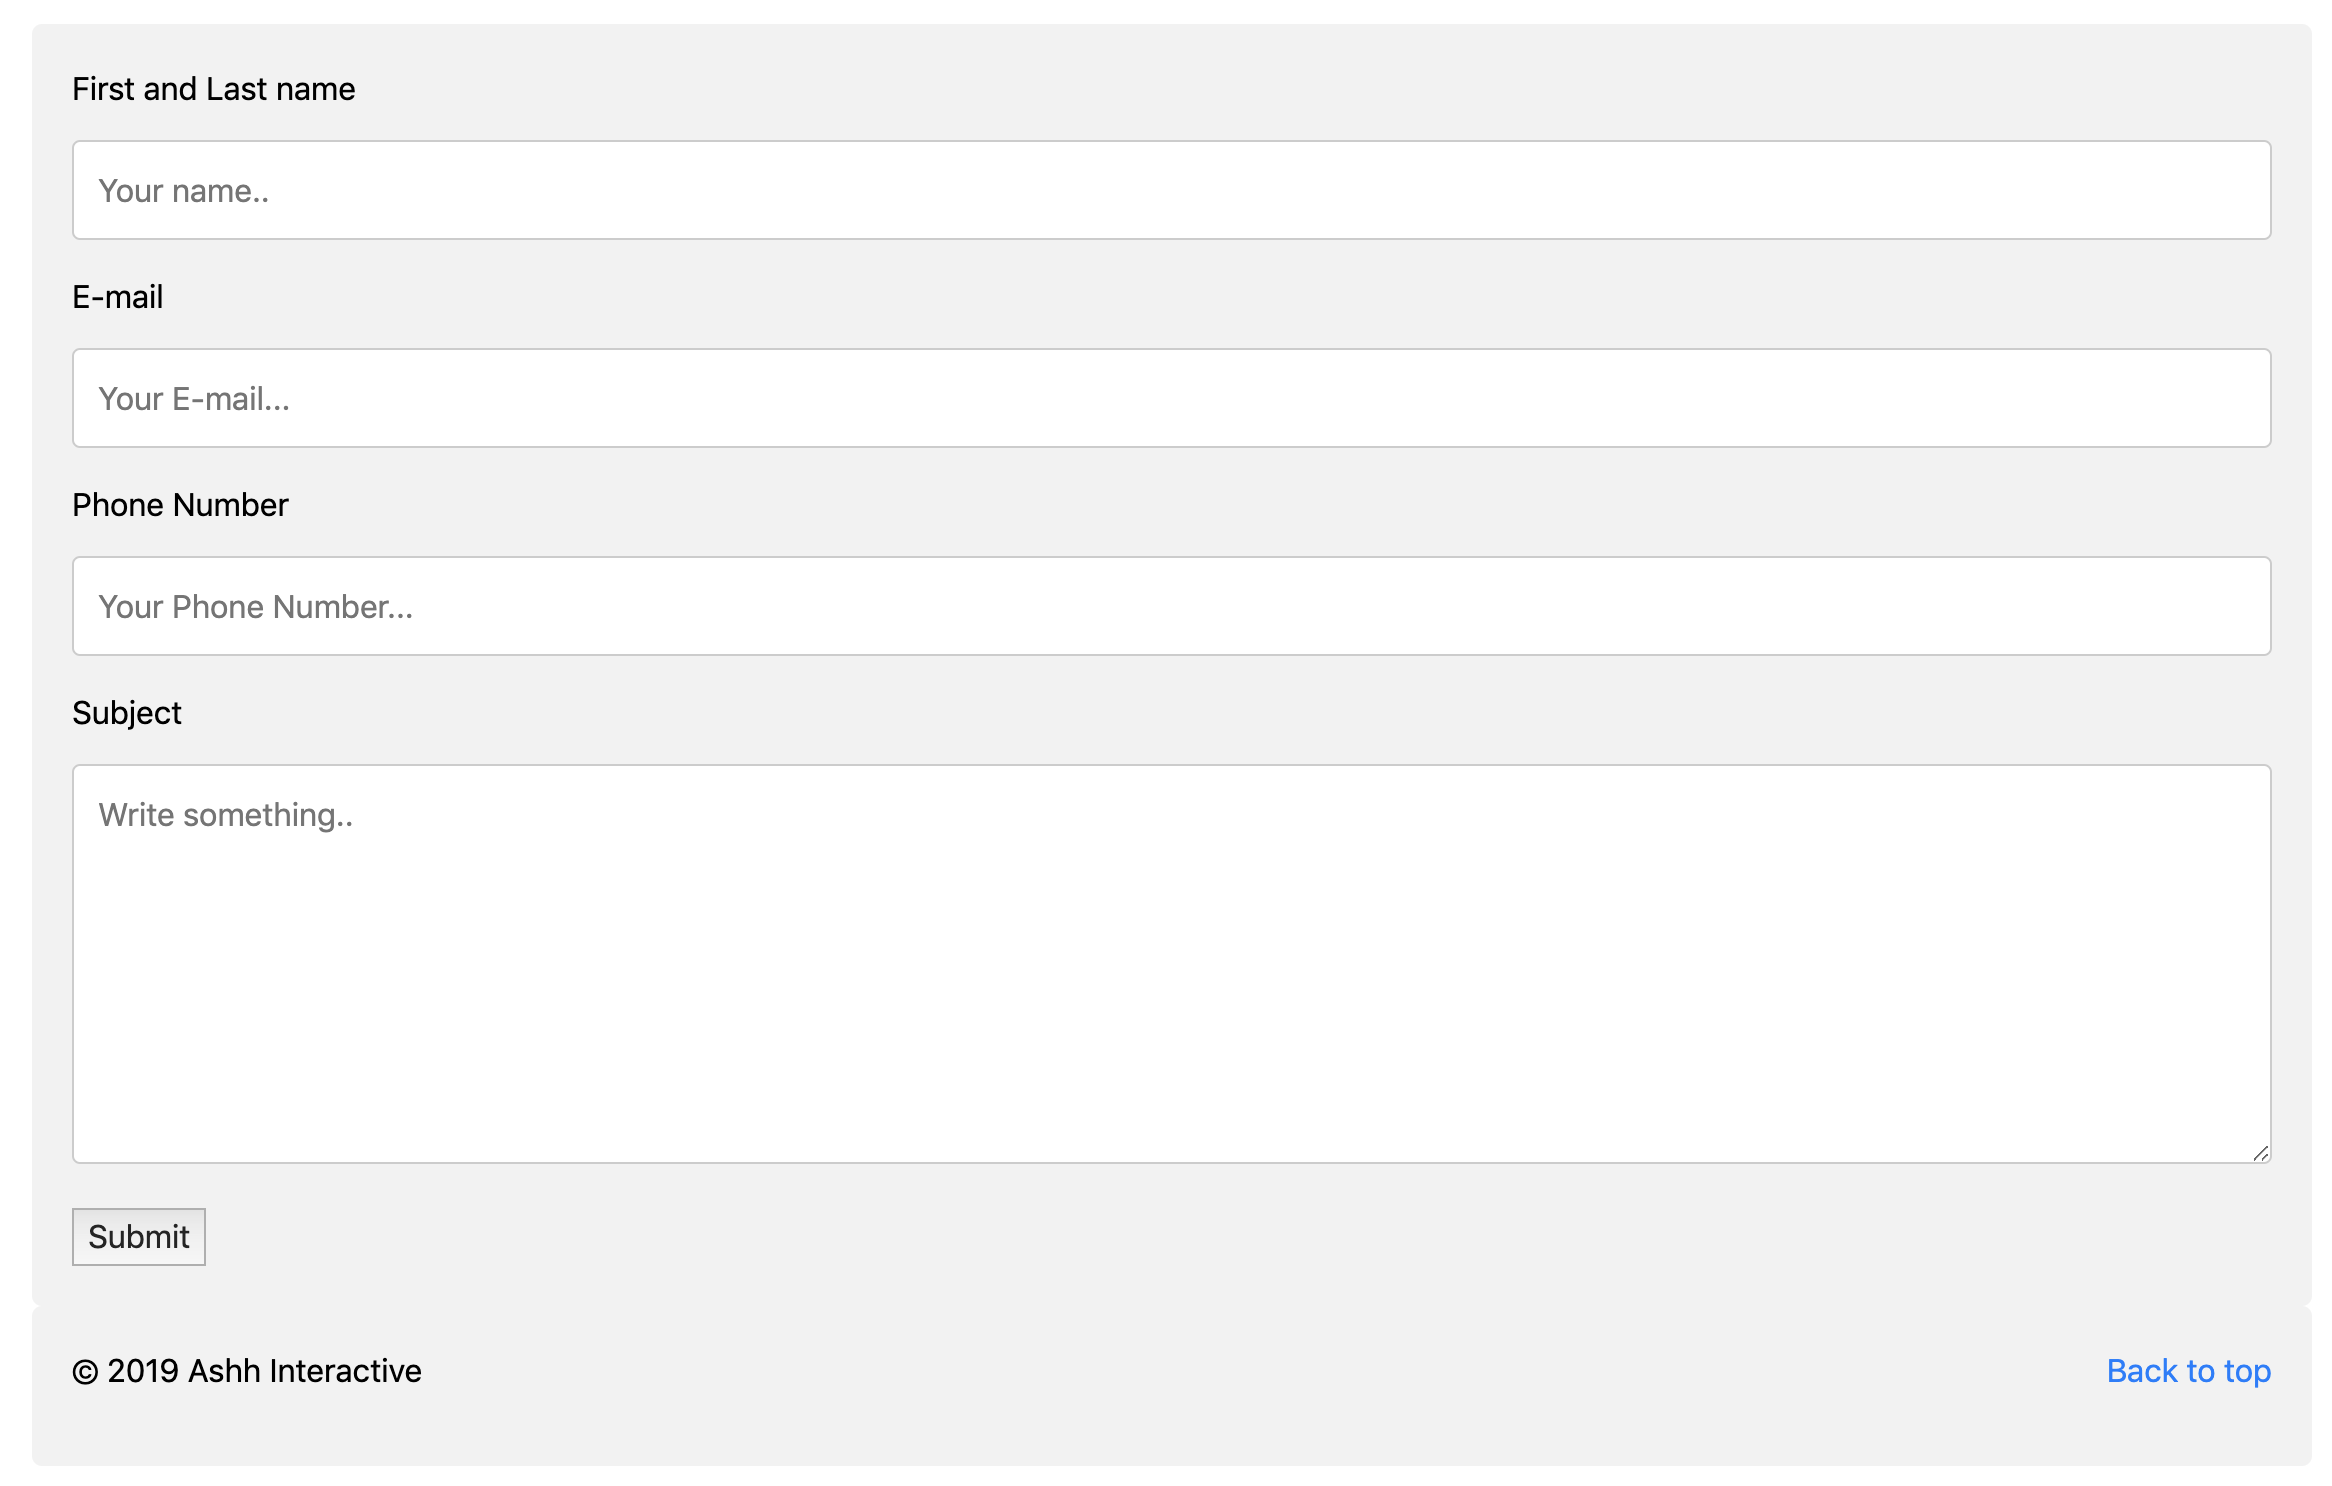 First and Last name
Your name..
E-mail
Your E-mail...
Phone Number
Your Phone Number...
Subject
Write something..
Submit
© 2019 Ashh Interactive
Back to top